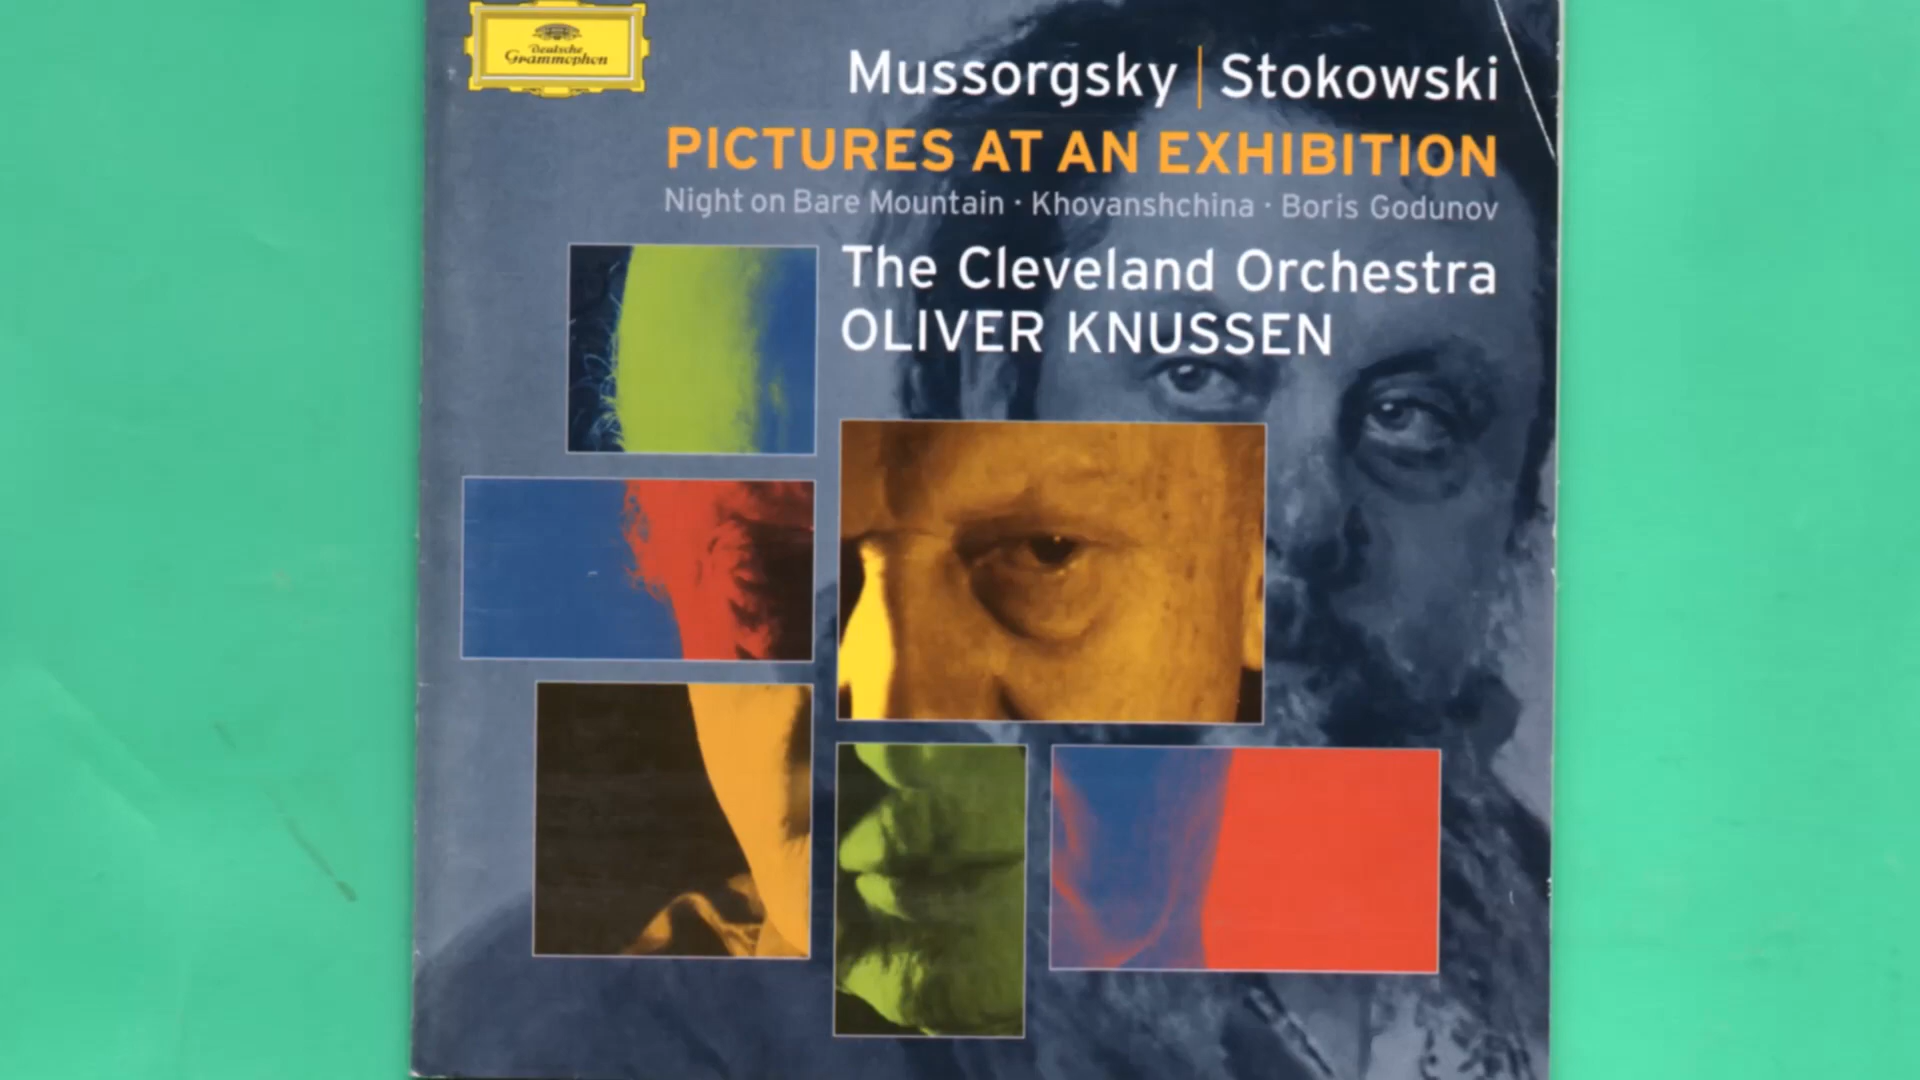 Deutsche
Grammophon
Mussorgsky | Stokowski
PICTURES AT AN EXHIBITION
Night on Bare Mountain · Khovanshchina · Boris Godunov
The Cleveland Orchestra
OLIVER KNUSSEN